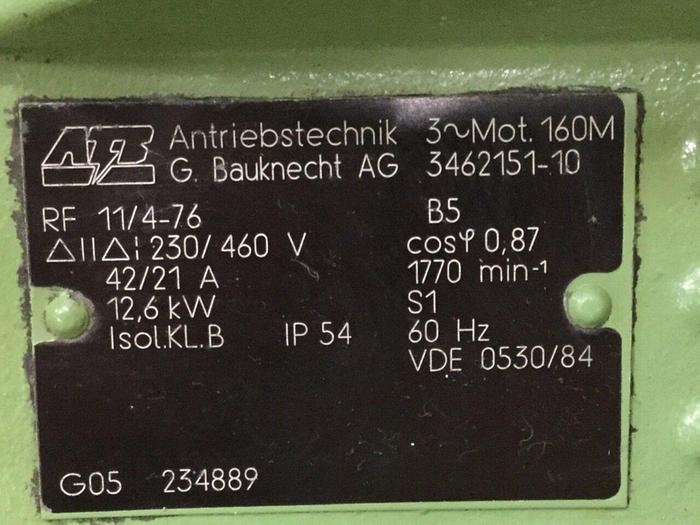 ATB Antriebstechnik 3~Mot. 160M
G. Bauknecht AG 3462151-10
RF 11/4-76 B5
△II△¦ 230/460 V cosφ 0,87
42/21 A 1770 min-¹
12,6 kW S1
Isol.KL.B IP 54 60 Hz
VDE 0530/84
G05 234889